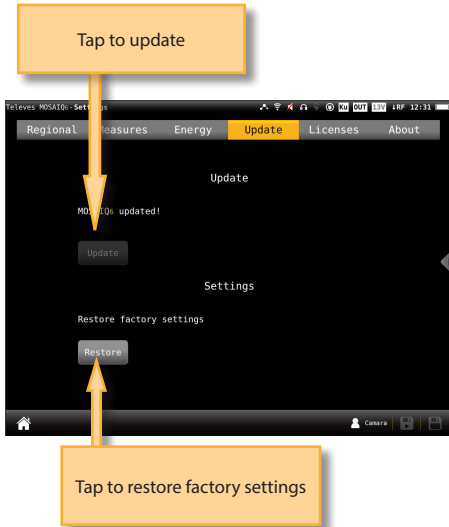 Tap to update
Televes MOSAIQ6-Settings Ku OUT 13V ↓RF 12:31
Regional Measures Energy Update Licenses About
Update
MOSAIQ6 updated!
Update
Settings
Restore factory settings
Restore
Camara
Tap to restore factory settings